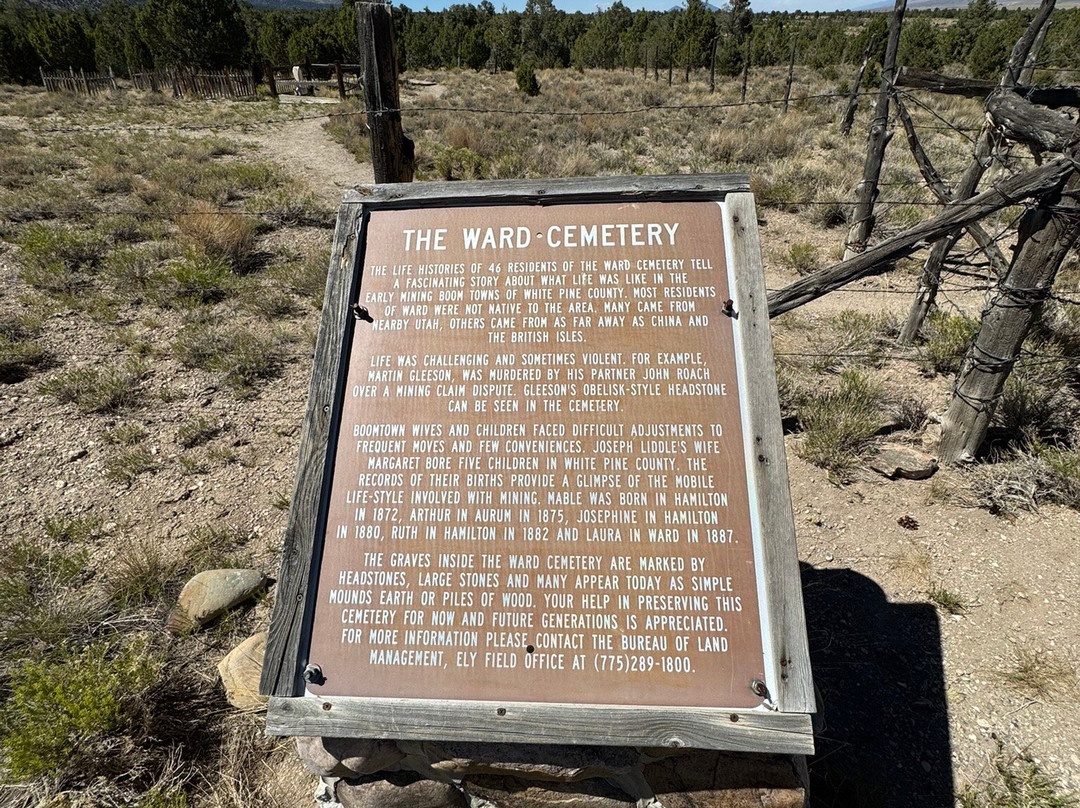 THE WARD CEMETERY
THE LIFE HISTORIES OF 46 RESIDENTS OF THE WARD CEMETERY TELL
A FASCINATING STORY ABOUT WHAT LIFE WAS LIKE IN THE
EARLY MINING BOOM TOWNS OF WHITE PINE COUNTY. MOST RESIDENTS
OF WARD WERE NOT NATIVE TO THE AREA. MANY CAME FROM
NEARBY UTAH, OTHERS CAME FROM AS FAR AWAY AS CHINA AND
THE BRITISH ISLES.
LIFE WAS CHALLENGING AND SOMETIMES VIOLENT. FOR EXAMPLE,
MARTIN GLEESON, WAS MURDERED BY HIS PARTNER JOHN ROACH
OVER A MINING CLAIM DISPUTE. GLEESON'S OBELISK-STYLE HEADSTONE
CAN BE SEEN IN THE CEMETERY.
BOOMTOWN WIVES AND CHILDREN FACED DIFFICULT ADJUSTMENTS TO
FREQUENT MOVES AND FEW CONVENIENCES. JOSEPH LIDDLE'S WIFE
MARGARET BORE FIVE CHILDREN IN WHITE PINE COUNTY. THE
RECORDS OF THEIR BIRTHS PROVIDE A GLIMPSE OF THE MOBILE
LIFE-STYLE INVOLVED WITH MINING. MABLE WAS BORN IN HAMILTON
IN 1872, ARTHUR IN AURUM IN 1875, JOSEPHINE IN HAMILTON
IN 1880, RUTH IN HAMILTON IN 1882 AND LAURA IN WARD IN 1887.
THE GRAVES INSIDE THE WARD CEMETERY ARE MARKED BY
HEADSTONES, LARGE STONES AND MANY APPEAR TODAY AS SIMPLE
MOUNDS EARTH OR PILES OF WOOD. YOUR HELP IN PRESERVING THIS
CEMETERY FOR NOW AND FUTURE GENERATIONS IS APPRECIATED.
FOR MORE INFORMATION PLEASE CONTACT THE BUREAU OF LAND
MANAGEMENT, ELY FIELD OFFICE AT (775)289-1800.